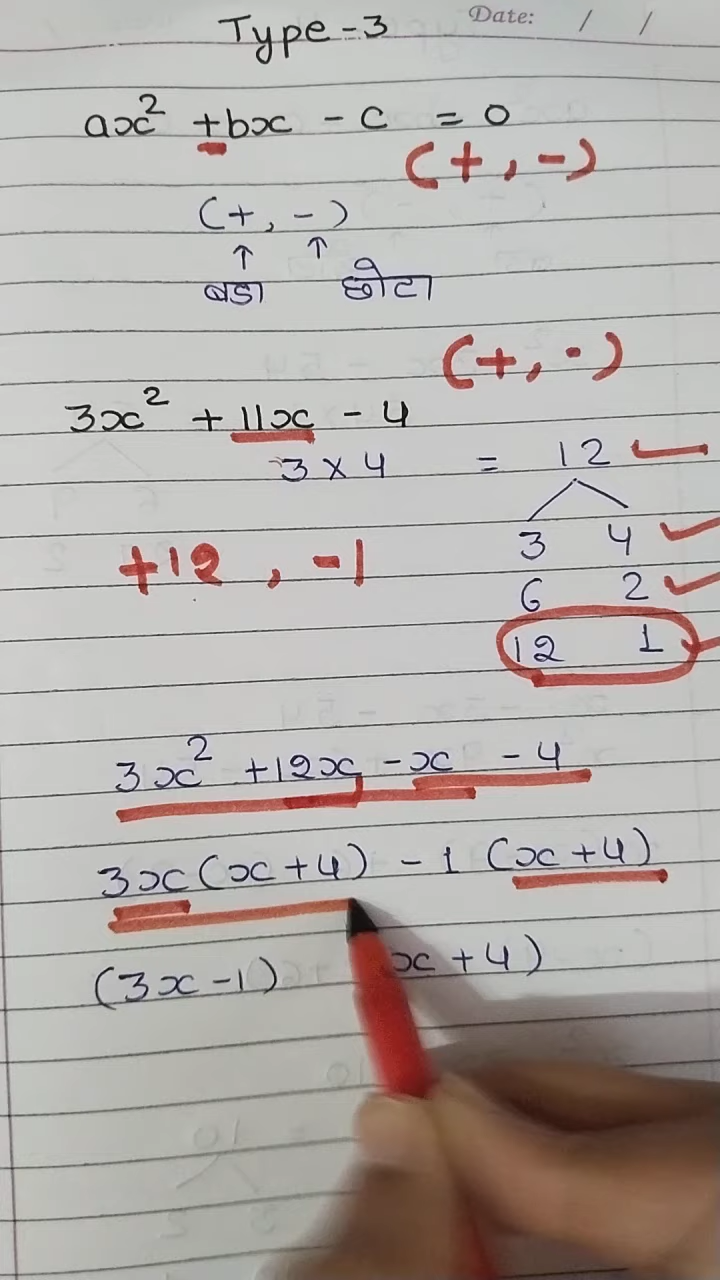 Type-3 Date: / /
ax² +bx - c = 0
(+, -)
(+, -)
↑ ↑
बडा छोटा
(+, -)
3x² + 11x - 4
3 x 4 = 12
3 4
+12, -1
6 2
12 1
3x² +12x -x - 4
3x(x+4) - 1 (x+4)
(3x-1) x+4)